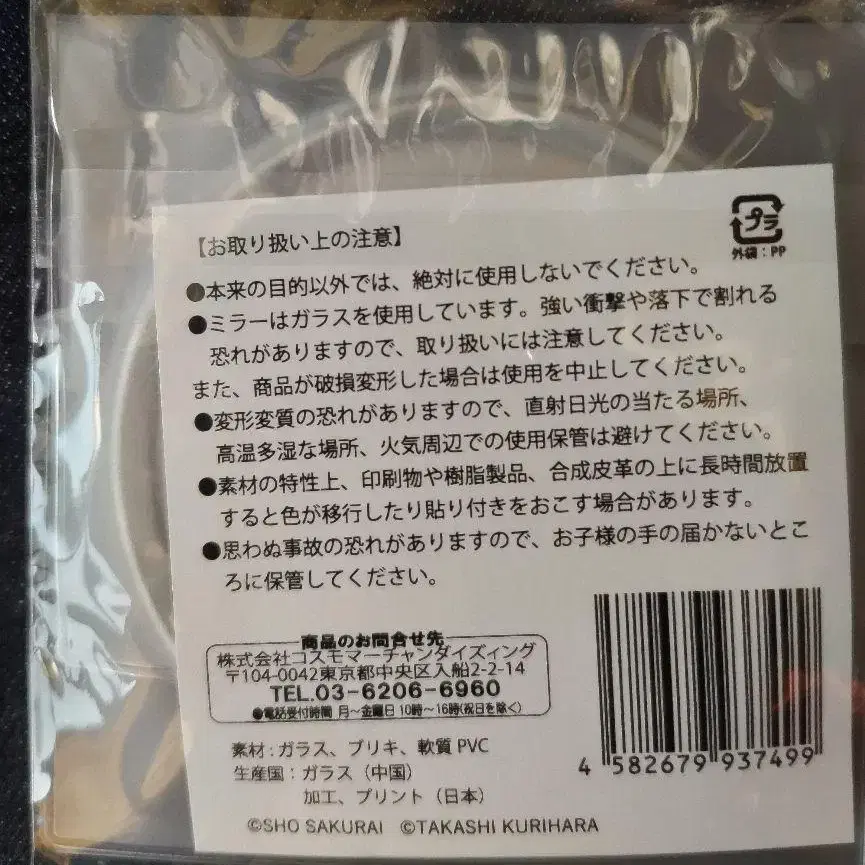 プラ
外袋：PP
【お取り扱い上の注意】
●本来の目的以外では、絶対に使用しないでください。
●ミラーはガラスを使用しています。強い衝撃や落下で割れる
恐れがありますので、取り扱いには注意してください。
また、商品が破損変形した場合は使用を中止してください。
●変形変質の恐れがありますので、直射日光の当たる場所、
高温多湿な場所、火気周辺での使用保管は避けてください。
●素材の特性上、印刷物や樹脂製品、合成皮革の上に長時間放置
すると色が移行したり貼り付きをおこす場合があります。
●思わぬ事故の恐れがありますので、お子様の手の届かないとこ
ろに保管してください。
商品のお問合せ先
株式会社コスモマーチャンダイズィング
〒104-0042東京都中央区入船2-2-14
TEL.03-6206-6960
●電話受付時間 月～金曜日 10時～16時(祝日を除く)
素材：ガラス、ブリキ、軟質 PVC
生産国：ガラス（中国）
加工、プリント（日本）
©SHO SAKURAI ©TAKASHI KURIHARA
4 582679 937499